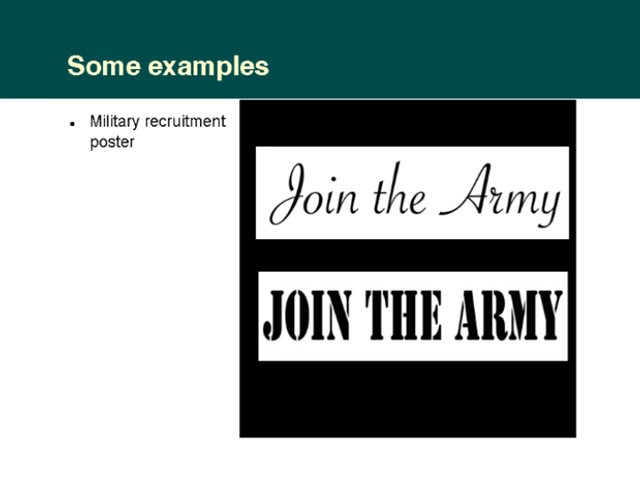 Some examples
• Military recruitment
poster
Join the Army
JOIN THE ARMY